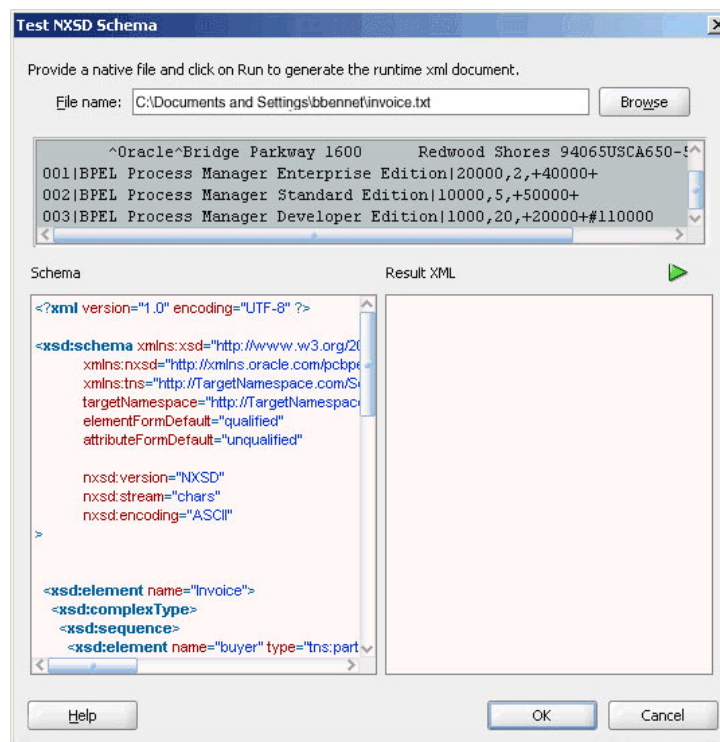 Test NXSD Schema
Provide a native file and click on Run to generate the runtime xml document.
File name: C:\Documents and Settings\bbennet\invoice.txt Browse
^Oracle^Bridge Parkway 1600 Redwood Shores 94065USCA650-5
001|BPEL Process Manager Enterprise Edition|20000,2,+40000+
002|BPEL Process Manager Standard Edition|10000,5,+50000+
003|BPEL Process Manager Developer Edition|1000,20,+20000+#110000
Schema
<?xml version="1.0" encoding="UTF-8" ?>
<xsd:schema xmlns:xsd="http://www.w3.org/20
xmlns:nxsd="http://xmlns.oracle.com/pcbpe
xmlns:tns="http://TargetNamespace.com/Se
targetNamespace="http://TargetNamespac
elementFormDefault="qualified"
attributeFormDefault="unqualified"
nxsd:version="NXSD"
nxsd:stream="chars"
nxsd:encoding="ASCII"
>
<xsd:element name="Invoice">
<xsd:complexType>
<xsd:sequence>
<xsd:element name="buyer" type="tns:part
Result XML
Help
OK
Cancel